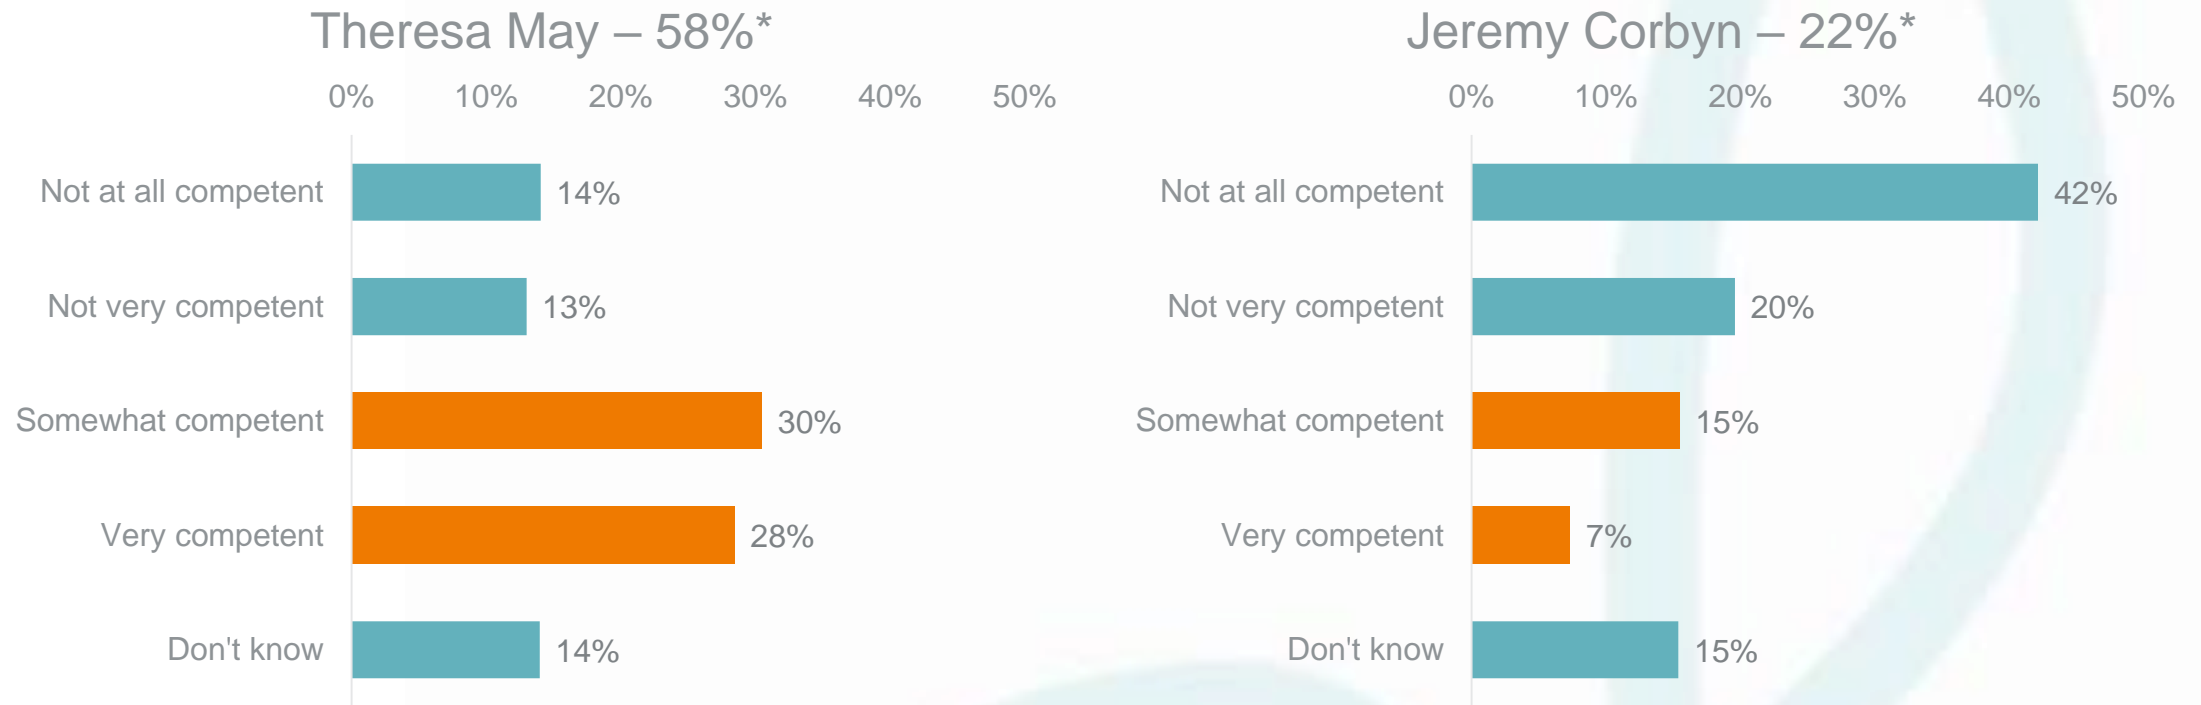 Theresa May – 58%*
0% 10% 20% 30% 40% 50%
Not at all competent 14%
Not very competent 13%
Somewhat competent 30%
Very competent 28%
Don't know 14%
Jeremy Corbyn – 22%*
0% 10% 20% 30% 40% 50%
Not at all competent 42%
Not very competent 20%
Somewhat competent 15%
Very competent 7%
Don't know 15%